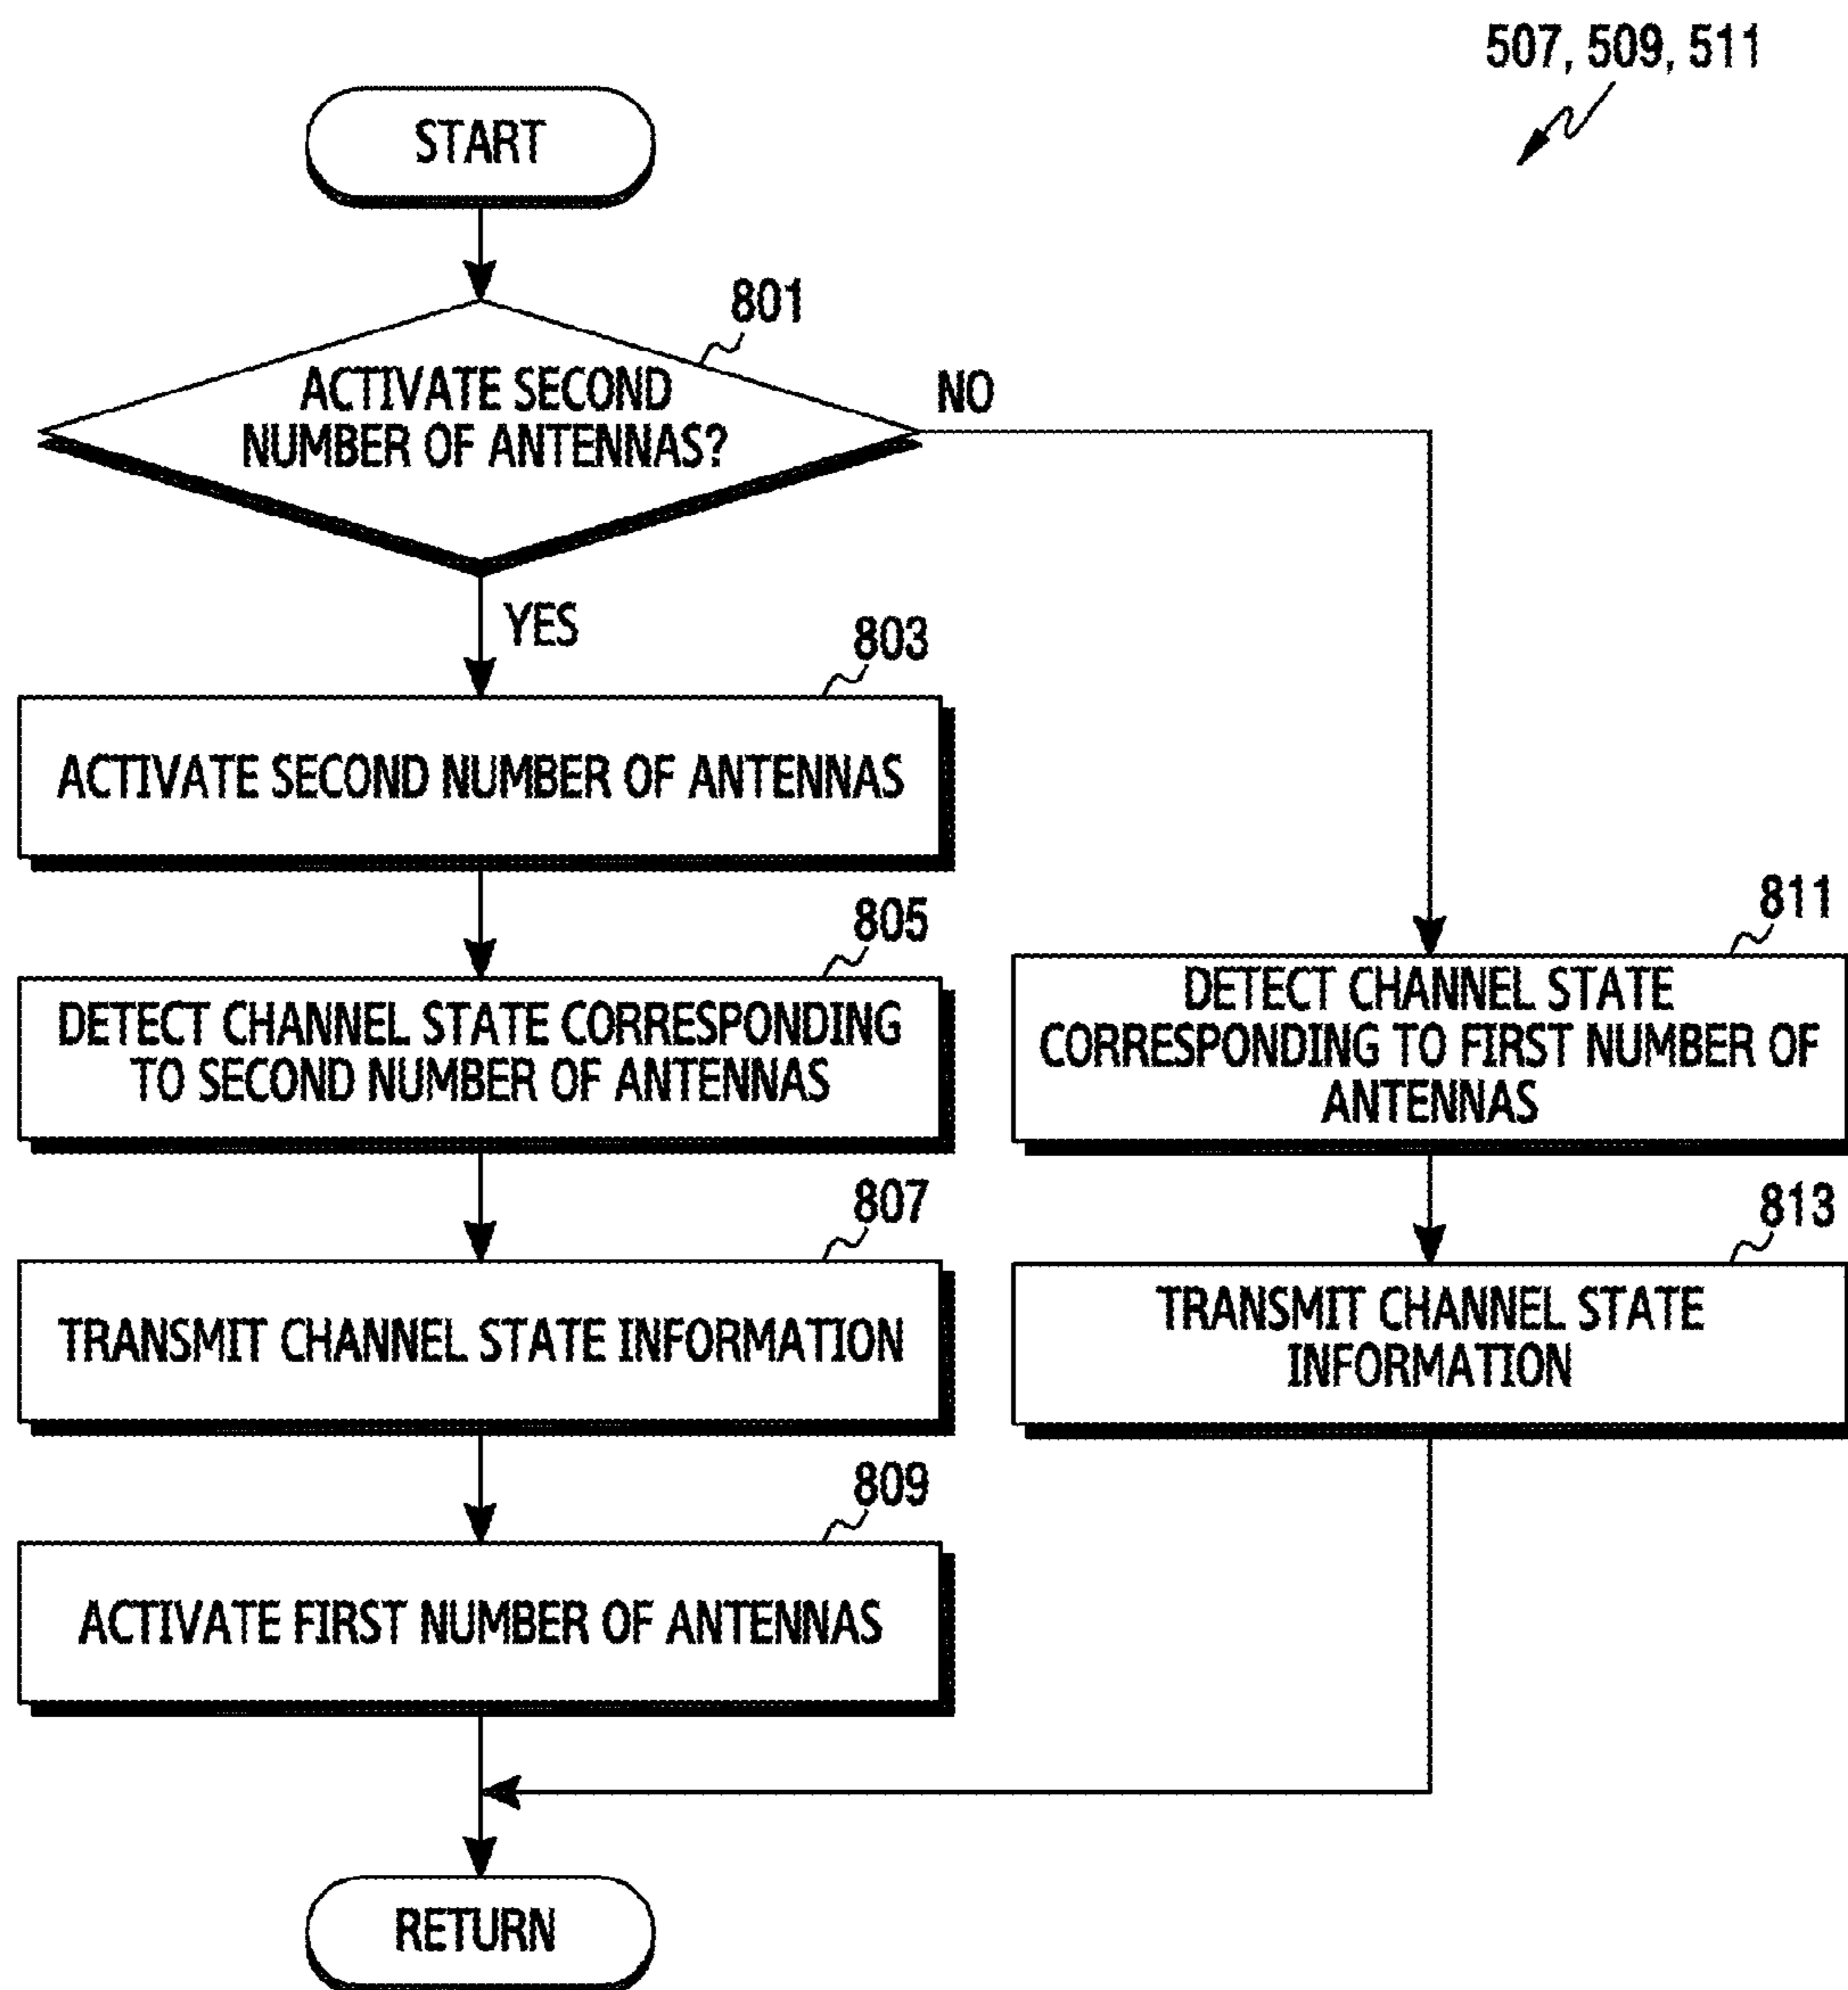 507, 509, 511
START
801
ACTIVATE SECOND
NUMBER OF ANTENNAS?
NO
YES
803
ACTIVATE SECOND NUMBER OF ANTENNAS
805
DETECT CHANNEL STATE CORRESPONDING
TO SECOND NUMBER OF ANTENNAS
807
TRANSMIT CHANNEL STATE INFORMATION
809
ACTIVATE FIRST NUMBER OF ANTENNAS
811
DETECT CHANNEL STATE
CORRESPONDING TO FIRST NUMBER OF
ANTENNAS
813
TRANSMIT CHANNEL STATE
INFORMATION
RETURN